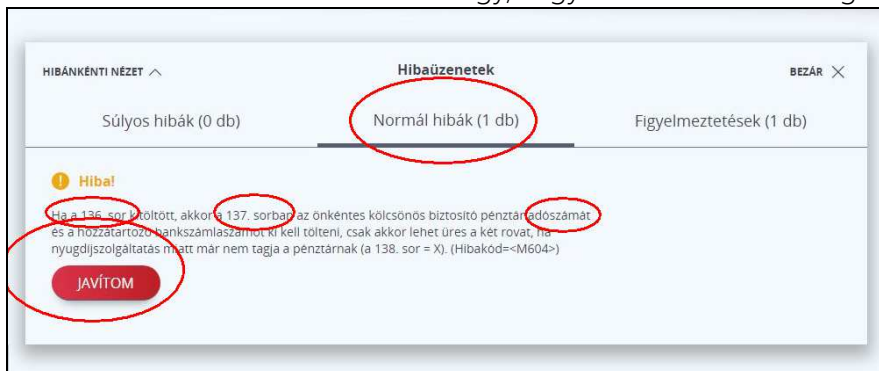 HIBÁNKÉNTI NÉZET
Hibaüzenetek
BEZÁR
Súlyos hibák (0 db)
Normál hibák (1 db)
Figyelmeztetések (1 db)
Hiba!
Ha a 136. sor kitöltött, akkor a 137. sorban az önkéntes kölcsönös biztosító pénztár adószámát
és a hozzátartozó bankszámlaszámot ki kell tölteni, csak akkor lehet üres a két rovat, ha
nyugdíjszolgáltatás miatt már nem tagja a pénztárnak (a 138. sor = X). (Hibakód=<M604>)
JAVÍTOM